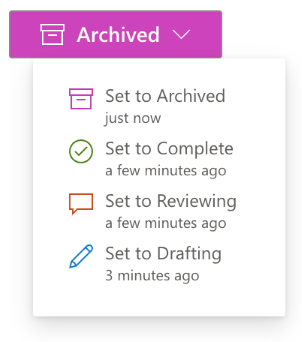 Archived
Set to Archived
just now
Set to Complete
a few minutes ago
Set to Reviewing
a few minutes ago
Set to Drafting
3 minutes ago